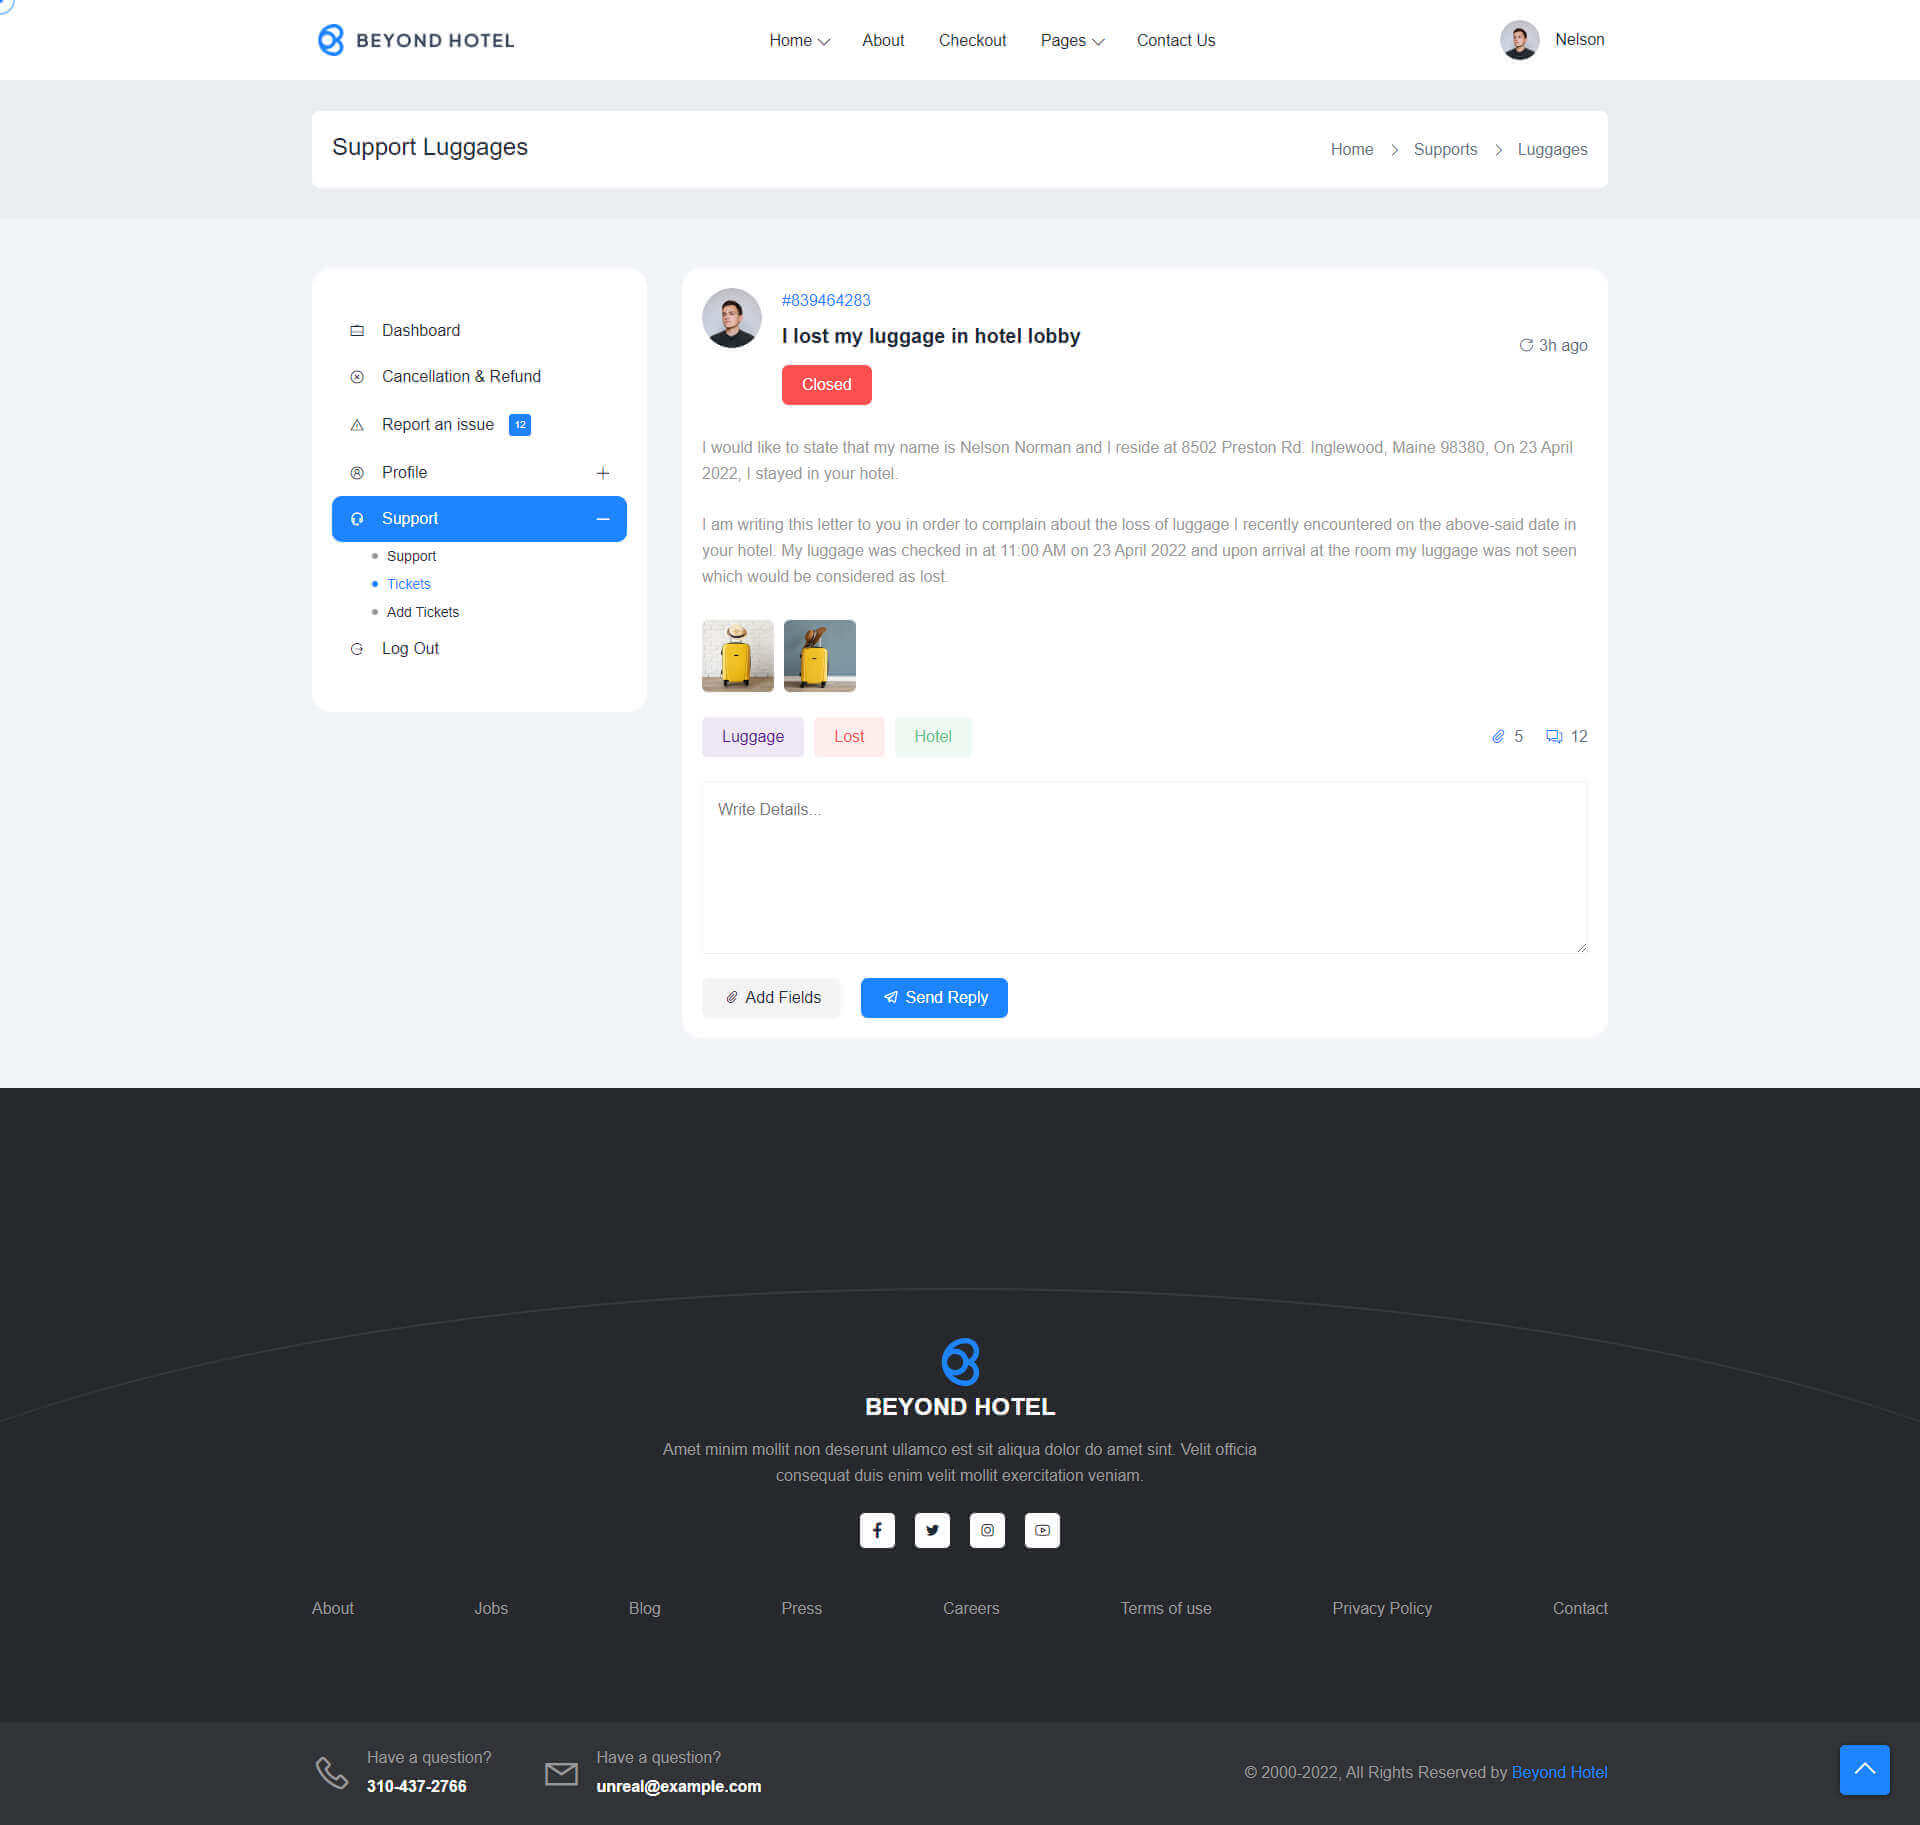 BEYOND HOTEL
Home
About
Checkout
Pages
Contact Us
Nelson
Support Luggages
Home
Supports
Luggages
Dashboard
Cancellation & Refund
Report an issue
12
Profile
Support
Support
Tickets
Add Tickets
Log Out
#839464283
I lost my luggage in hotel lobby
3h ago
Closed
I would like to state that my name is Nelson Norman and I reside at 8502 Preston Rd. Inglewood, Maine 98380, On 23 April
2022, I stayed in your hotel.
I am writing this letter to you in order to complain about the loss of luggage I recently encountered on the above-said date in
your hotel. My luggage was checked in at 11:00 AM on 23 April 2022 and upon arrival at the room my luggage was not seen
which would be considered as lost.
Luggage
Lost
Hotel
5
12
Write Details...
Add Fields
Send Reply
BEYOND HOTEL
Amet minim mollit non deserunt ullamco est sit aliqua dolor do amet sint. Velit officia
consequat duis enim velit mollit exercitation veniam.
About
Jobs
Blog
Press
Careers
Terms of use
Privacy Policy
Contact
Have a question?
310-437-2766
Have a question?
unreal@example.com
© 2000-2022, All Rights Reserved by Beyond Hotel